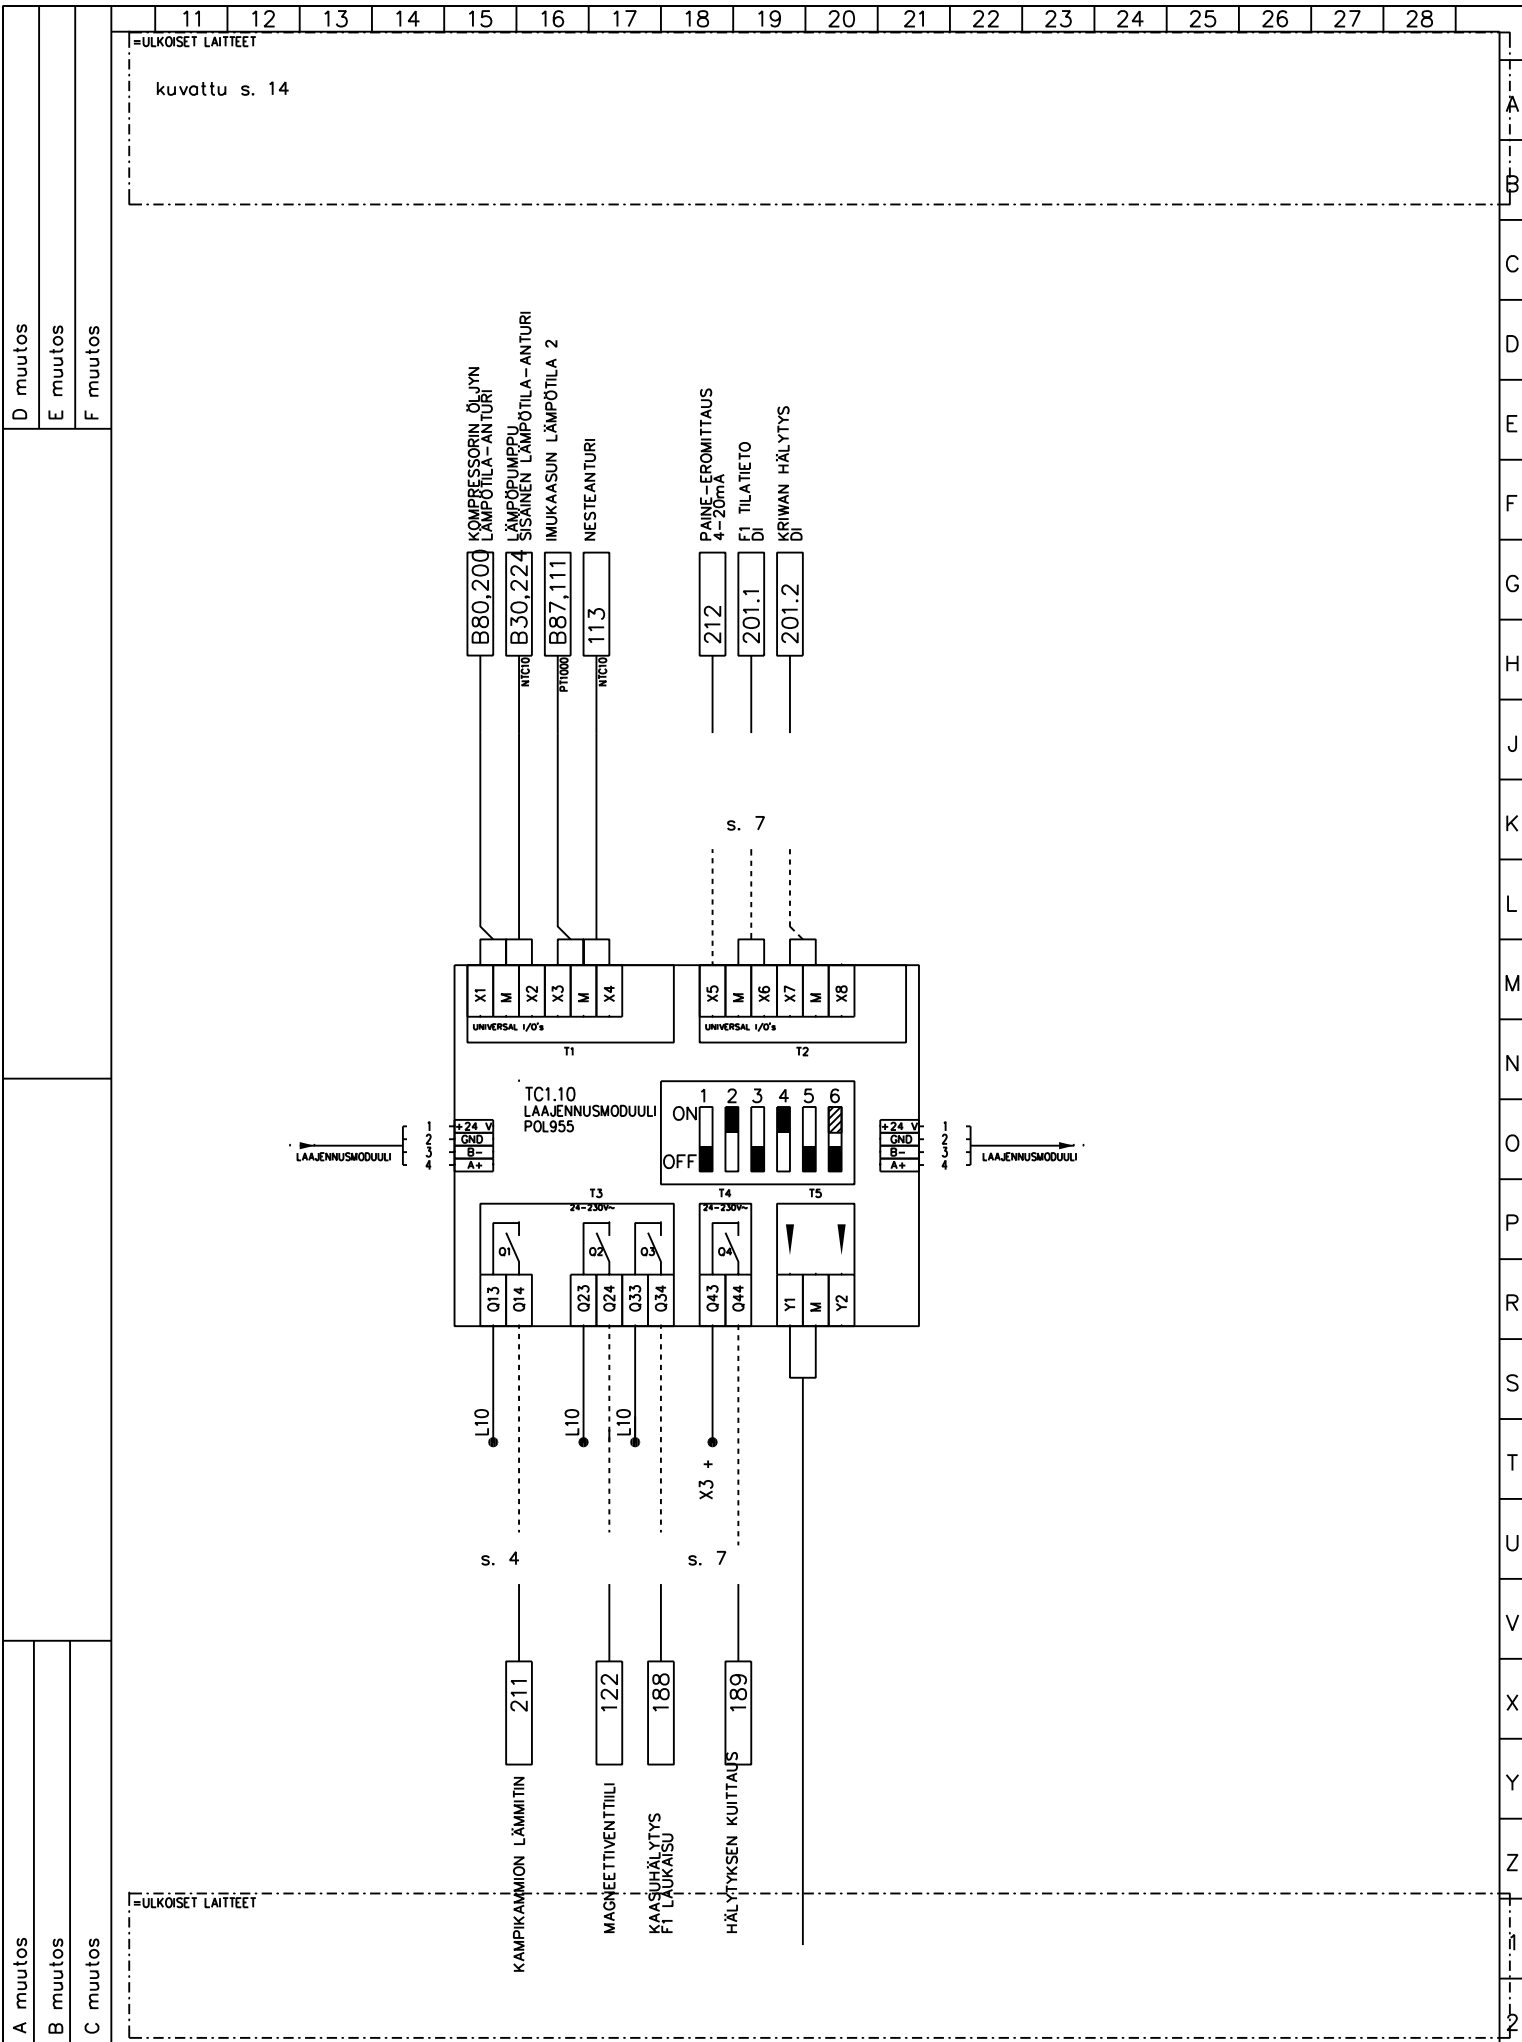 11 12 13 14 15 16 17 18 19 20 21 22 23 24 25 26 27 28
=ULKOISET LAITTEET
kuvattu s. 14
A
B
C
D
E
F
G
H
J
K
L
M
N
O
P
R
S
T
U
V
X
Y
Z
1
2
D muutos
E muutos
F muutos
KOMPRESSORIN ÖLJYN
LÄMPÖTILA-ANTURI
LÄMPÖPUMPPU
SISÄINEN LÄMPÖTILA-ANTURI
IMUKAASUN LÄMPÖTILA 2
NESTEANTURI
PAINE-EROMITTAUS
4-20mA
F1 TILATIETO
DI
KRIWAN HÄLYTYS
DI
B80,200
B30,224
B87,111
113
212
201.1
201.2
NTC10
PT1000
NTC10
s. 7
X1 M X2 X3 M X4
X5 M X6 X7 M X8
UNIVERSAL I/O's
UNIVERSAL I/O's
T1
T2
TC1.10
LAAJENNUSMODUULI
POL955
1 2 3 4 5 6
ON
OFF
1 +24 V
2 GND
3 B-
4 A+
LAAJENNUSMODUULI
+24 V 1
GND 2
B- 3
A+ 4
LAAJENNUSMODUULI
T3
24-230V~
T4
24-230V~
T5
Q1
Q2
Q3
Q4
Q13 Q14 Q23 Q24 Q33 Q34 Q43 Q44 Y1 M Y2
L10
L10
L10
X3 +
s. 4
s. 7
211
122
188
189
KAMPIKAMMION LÄMMITIN
MAGNEETTIVENTTIILI
KAASUHÄLYTYS
F1 LAUKAISU
HÄLYTYKSEN KUITTAUS
=ULKOISET LAITTEET
A muutos
B muutos
C muutos